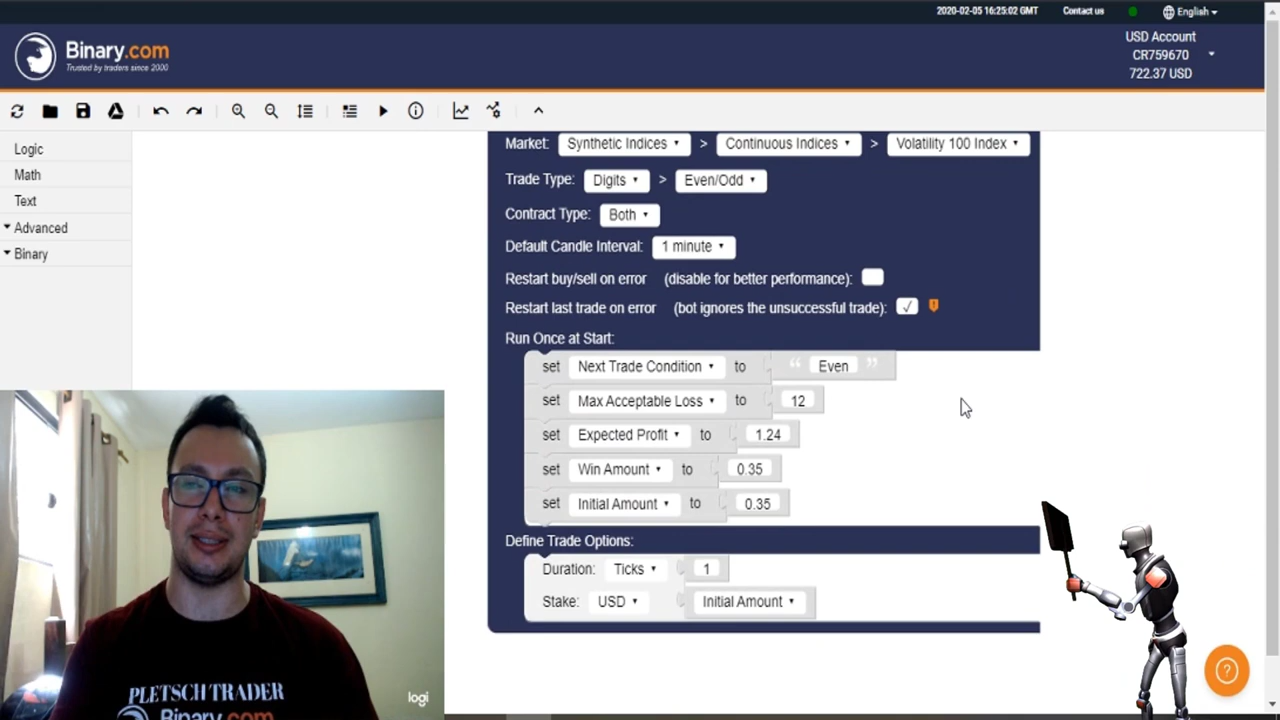 2020-02-05 16:25:02 GMT Contact us English
Binary.com
Trusted by traders since 2000
USD Account
CR759670
722.37 USD
Logic
Math
Text
Advanced
Binary
Market: Synthetic Indices > Continuous Indices > Volatility 100 Index
Trade Type: Digits > Even/Odd
Contract Type: Both
Default Candle Interval: 1 minute
Restart buy/sell on error (disable for better performance):
Restart last trade on error (bot ignores the unsuccessful trade): ✓
Run Once at Start:
set Next Trade Condition to “ Even ”
set Max Acceptable Loss to 12
set Expected Profit to 1.24
set Win Amount to 0.35
set Initial Amount to 0.35
Define Trade Options:
Duration: Ticks 1
Stake: USD Initial Amount
PLETSCH TRADER
Binary.com
logi